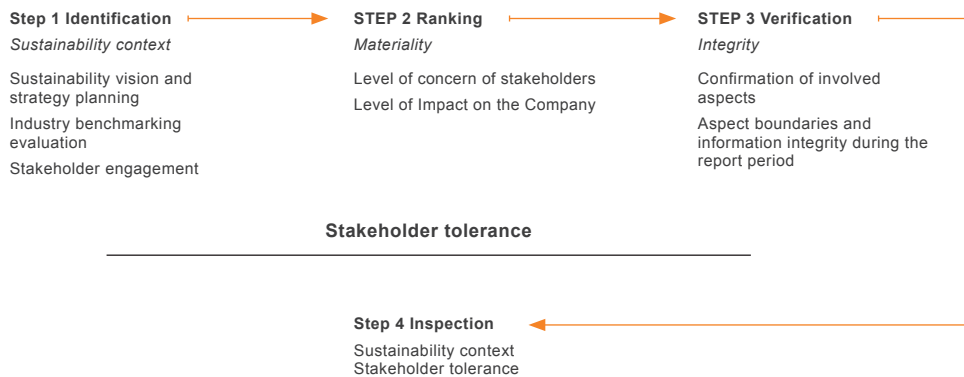 Step 1 Identification
Sustainability context
Sustainability vision and
strategy planning
Industry benchmarking
evaluation
Stakeholder engagement
STEP 2 Ranking
Materiality
Level of concern of stakeholders
Level of Impact on the Company
STEP 3 Verification
Integrity
Confirmation of involved
aspects
Aspect boundaries and
information integrity during the
report period
Stakeholder tolerance
Step 4 Inspection
Sustainability context
Stakeholder tolerance